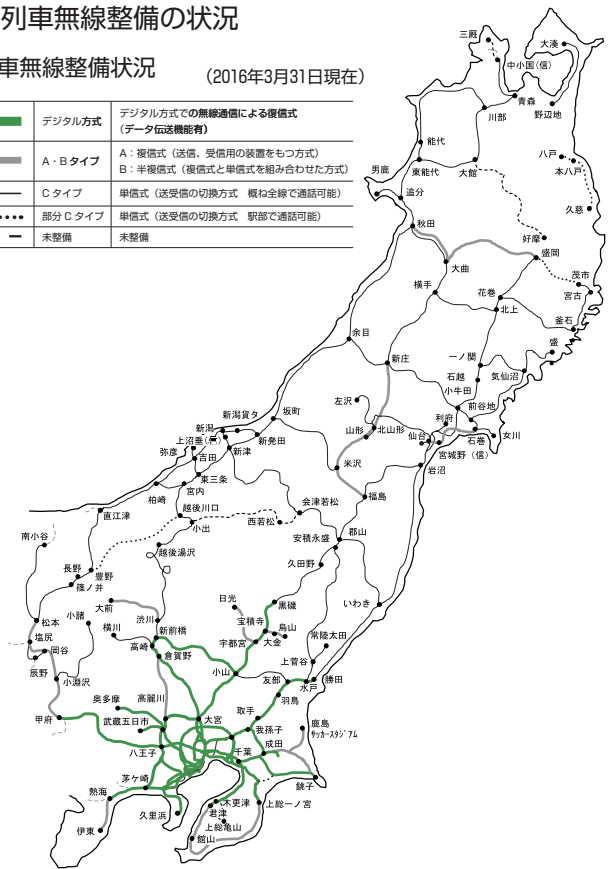 列車無線整備の状況
車無線整備状況 (2016年3月31日現在)
デジタル方式
デジタル方式での無線通信による復信式
(データ伝送機能有)
A・Bタイプ
A:複信式(送信、受信用の装置をもつ方式)
B:半複信式(複信式と単信式を組み合わせた方式)
Cタイプ
単信式(送受信の切換方式 概ね全線で通話可能)
部分Cタイプ
単信式(送受信の切換方式 駅部で通話可能)
未整備
未整備
三厩
大湊
中小国(信)
青森
川部
野辺地
能代
八戸
東能代
大館
本八戸
男鹿
追分
久慈
秋田
好摩
盛岡
大曲
茂市
横手
花巻
宮古
北上
釜石
余目
盛
新庄
一ノ関
石越
気仙沼
小牛田
左沢
前谷地
利府
新潟貨タ
坂町
新潟
山形
北山形
仙台
石巻
女川
上沼垂(信)
新発田
宮城野(信)
弥彦
吉田
新津
米沢
岩沼
東三条
柏崎
宮内
福島
会津若松
直江津
越後川口
小出
西若松
郡山
安積永盛
南小谷
越後湯沢
久田野
長野
豊野
篠ノ井
大前
日光
黒磯
いわき
小諸
渋川
宝積寺
烏山
松本
横川
新前橋
宇都宮
大金
常陸太田
塩尻
高崎
倉賀野
岡谷
上菅谷
小山
友部
水戸
勝田
辰野
小淵沢
奥多摩
高麗川
羽鳥
大宮
取手
甲府
武蔵五日市
我孫子
鹿島
サッカースタジアム
成田
八王子
千葉
茅ケ崎
銚子
熱海
木更津
上総一ノ宮
久里浜
君津
上総亀山
伊東
館山